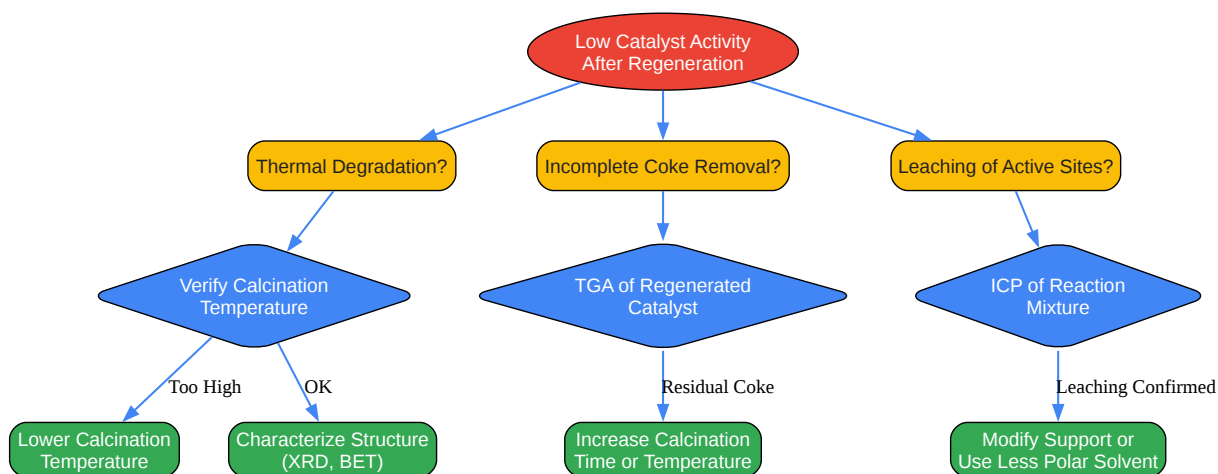 Low Catalyst Activity
After Regeneration
Thermal Degradation?
Incomplete Coke Removal?
Leaching of Active Sites?
Verify Calcination
Temperature
TGA of Regenerated
Catalyst
ICP of Reaction
Mixture
Too High
OK
Residual Coke
Leaching Confirmed
Lower Calcination
Temperature
Characterize Structure
(XRD, BET)
Increase Calcination
Time or Temperature
Modify Support or
Use Less Polar Solvent